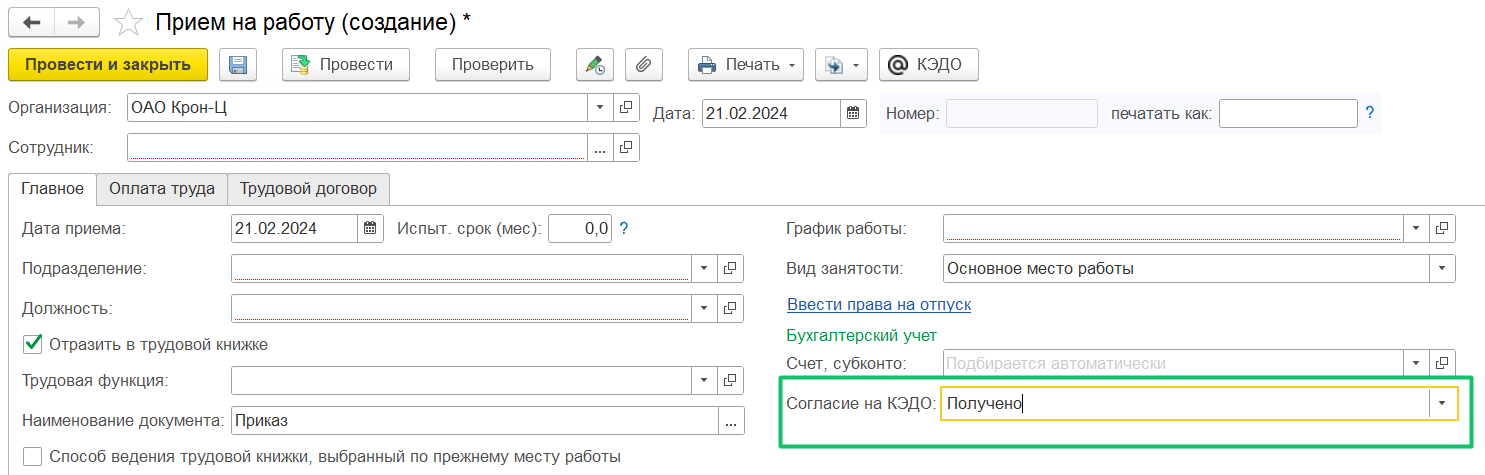 Прием на работу (создание) *
Провести и закрыть Провести Проверить Печать КЭДО
Организация: ОАО Крон-Ц Дата: 21.02.2024 Номер: печатать как: ?
Сотрудник: ...
Главное Оплата труда Трудовой договор
Дата приема: 21.02.2024 Испыт. срок (мес): 0,0 ? График работы:
Подразделение: Вид занятости: Основное место работы
Должность: Ввести права на отпуск
Отразить в трудовой книжке Бухгалтерский учет
Трудовая функция: Счет, субконто: Подбирается автоматически
Наименование документа: Приказ ... Согласие на КЭДО: Получено
Способ ведения трудовой книжки, выбранный по прежнему месту работы